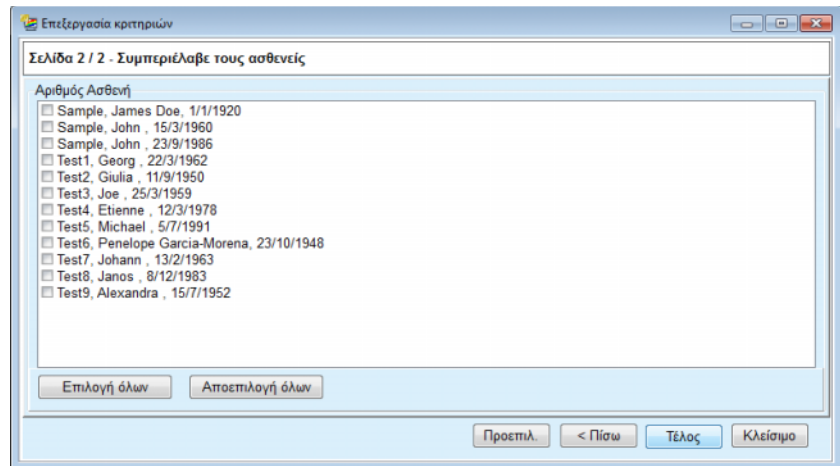 Επεξεργασία κριτηριών
Σελίδα 2 / 2 - Συμπεριέλαβε τους ασθενείς
Αριθμός Ασθενή
Sample, James Doe, 1/1/1920
Sample, John , 15/3/1960
Sample, John , 23/9/1986
Test1, Georg , 22/3/1962
Test2, Giulia , 11/9/1950
Test3, Joe , 25/3/1959
Test4, Etienne , 12/3/1978
Test5, Michael , 5/7/1991
Test6, Penelope Garcia-Morena, 23/10/1948
Test7, Johann , 13/2/1963
Test8, Janos , 8/12/1983
Test9, Alexandra , 15/7/1952
Επιλογή όλων Αποεπιλογή όλων
Προεπιλ. < Πίσω Τέλος Κλείσιμο